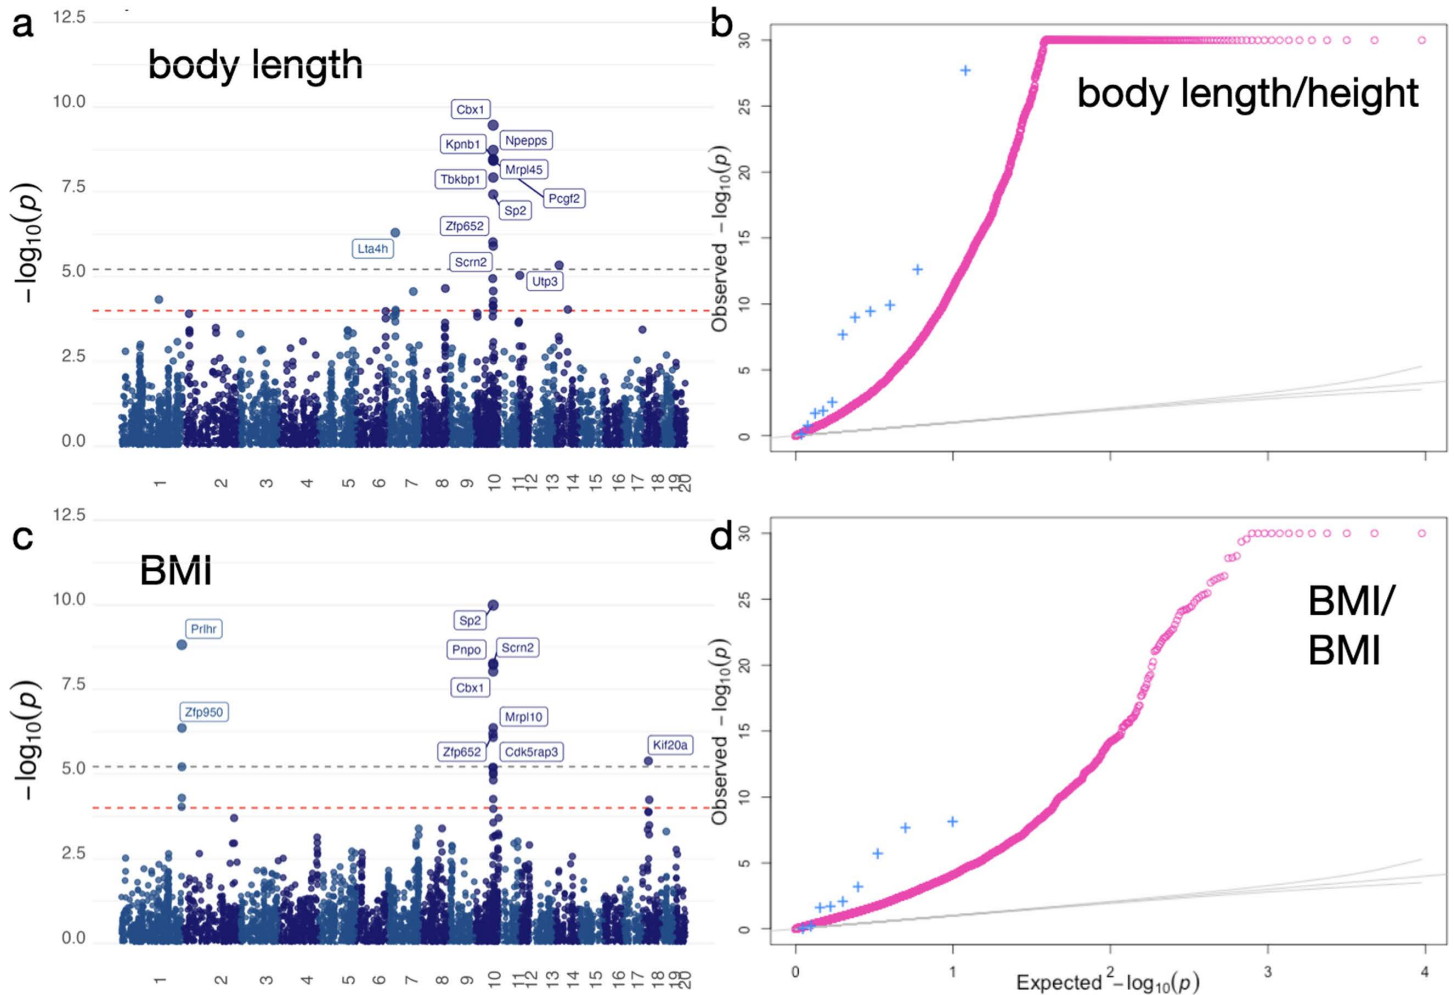 a
body length
−log10(p)
12.5
10.0
7.5
5.0
2.5
0.0
Cbx1
Kpnb1
Npepps
Mrpl45
Tbkbp1
Pcgf2
Sp2
Zfp652
Lta4h
Scrn2
Utp3
1 2 3 4 5 6 7 8 9 10 11 12 13 14 15 16 17 18 19 20
b
body length/height
Observed −log10(p)
30
25
20
15
10
5
0
c
BMI
−log10(p)
12.5
10.0
7.5
5.0
2.5
0.0
Prlhr
Zfp950
Sp2
Pnpo
Scrn2
Cbx1
Mrpl10
Zfp652
Cdk5rap3
Kif20a
1 2 3 4 5 6 7 8 9 10 11 12 13 14 15 16 17 18 19 20
d
BMI/
BMI
Observed −log10(p)
30
25
20
15
10
5
0
0 1 2 3 4
Expected −log10(p)